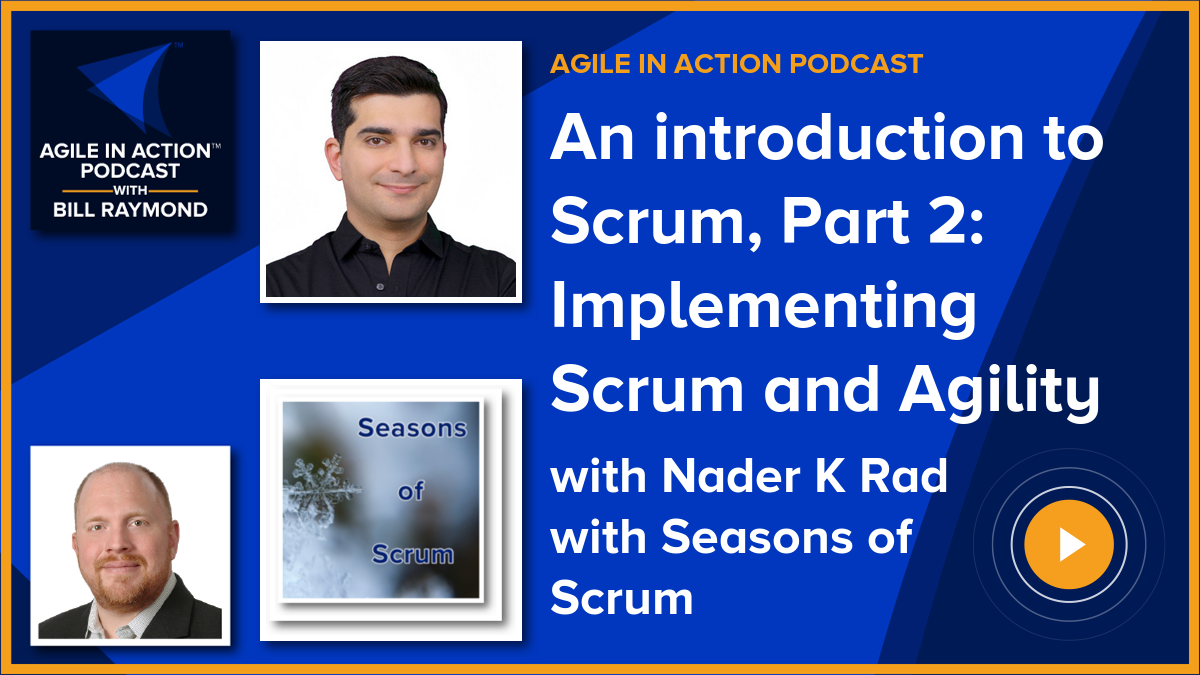 AGILE IN ACTION™
PODCAST
WITH
BILL RAYMOND
AGILE IN ACTION PODCAST
An introduction to
Scrum, Part 2:
Implementing
Scrum and Agility
with Nader K Rad
with Seasons of
Scrum
Seasons
of
Scrum
TM